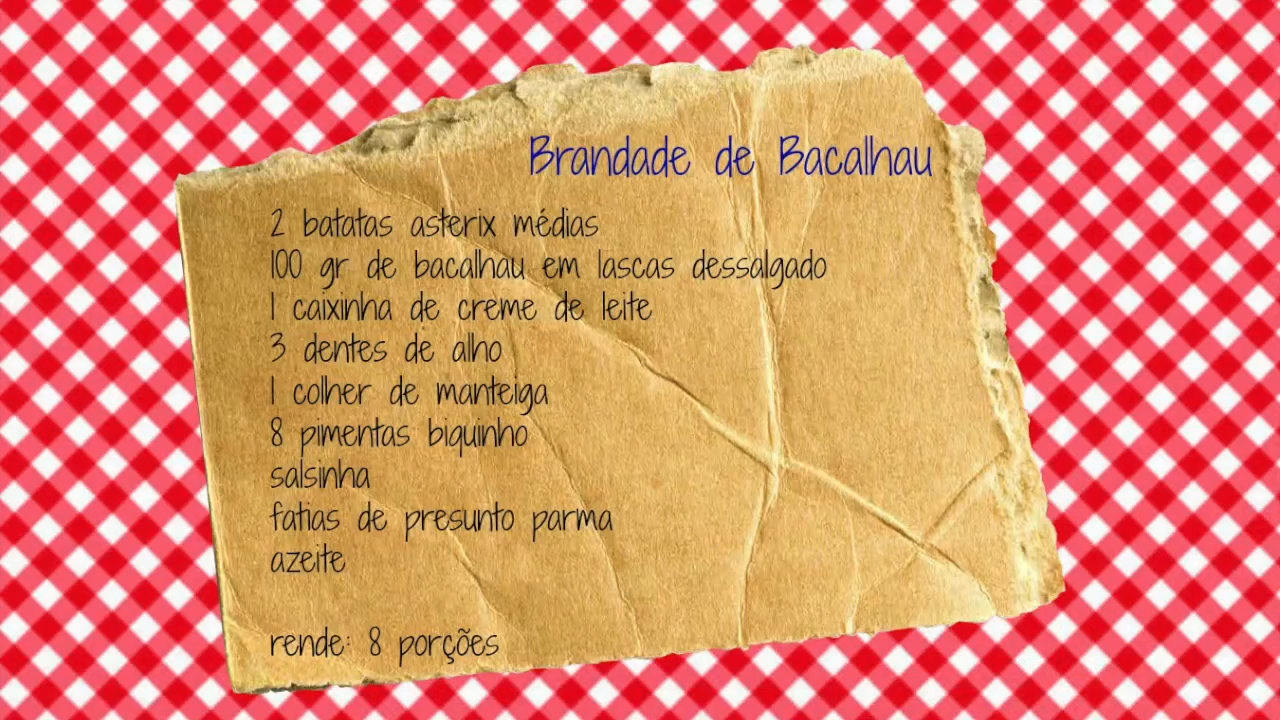 Brandade de Bacalhau
2 batatas asterix médias
100 gr de bacalhau em lascas dessalgado
1 caixinha de creme de leite
3 dentes de alho
1 colher de manteiga
8 pimentas biquinho
salsinha
fatias de presunto parma
azeite
rende: 8 porções